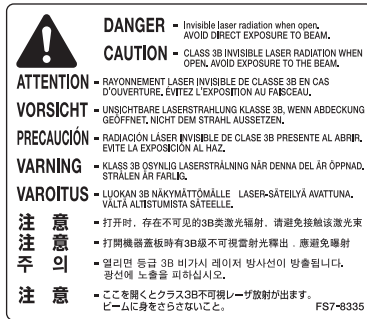 DANGER - Invisible laser radiation when open.
AVOID DIRECT EXPOSURE TO BEAM.
CAUTION - CLASS 3B INVISIBLE LASER RADIATION WHEN
OPEN. AVOID EXPOSURE TO THE BEAM.
ATTENTION - RAYONNEMENT LASER INVISIBLE DE CLASSE 3B EN CAS
D'OUVERTURE. ÉVITEZ L'EXPOSITION AU FAISCEAU.
VORSICHT - UNSICHTBARE LASERSTRAHLUNG KLASSE 3B, WENN ABDECKUNG
GEÖFFNET. NICHT DEM STRAHL AUSSETZEN.
PRECAUCIÓN - RADIACIÓN LÁSER INVISIBLE DE CLASE 3B PRESENTE AL ABRIR.
EVITE LA EXPOSICIÓN AL HAZ.
VARNING - KLASS 3B OSYNLIG LASERSTRÅLNING NÄR DENNA DEL ÄR ÖPPNAD.
STRÅLEN ÄR FARLIG.
VAROITUS - LUOKAN 3B NÄKYMÄTTÖMÄLLE LASER-SÄTEILYÄ AVATTUNA.
VÄLTÄ ALTISTUMISTA SÄTEELLE.
注 意 - 打开时，存在不可见的3B类激光辐射，请避免接触该激光束
注 意 - 打開機器蓋板時有3B級不可視雷射光釋出，應避免曝射
주 의 - 열리면 등급 3B 비가시 레이저 방사선이 방출됩니다.
광선에 노출을 피하십시오.
注 意 - ここを開くとクラス3B不可視レーザ放射が出ます。
ビームに身をさらさないこと。 FS7-8335